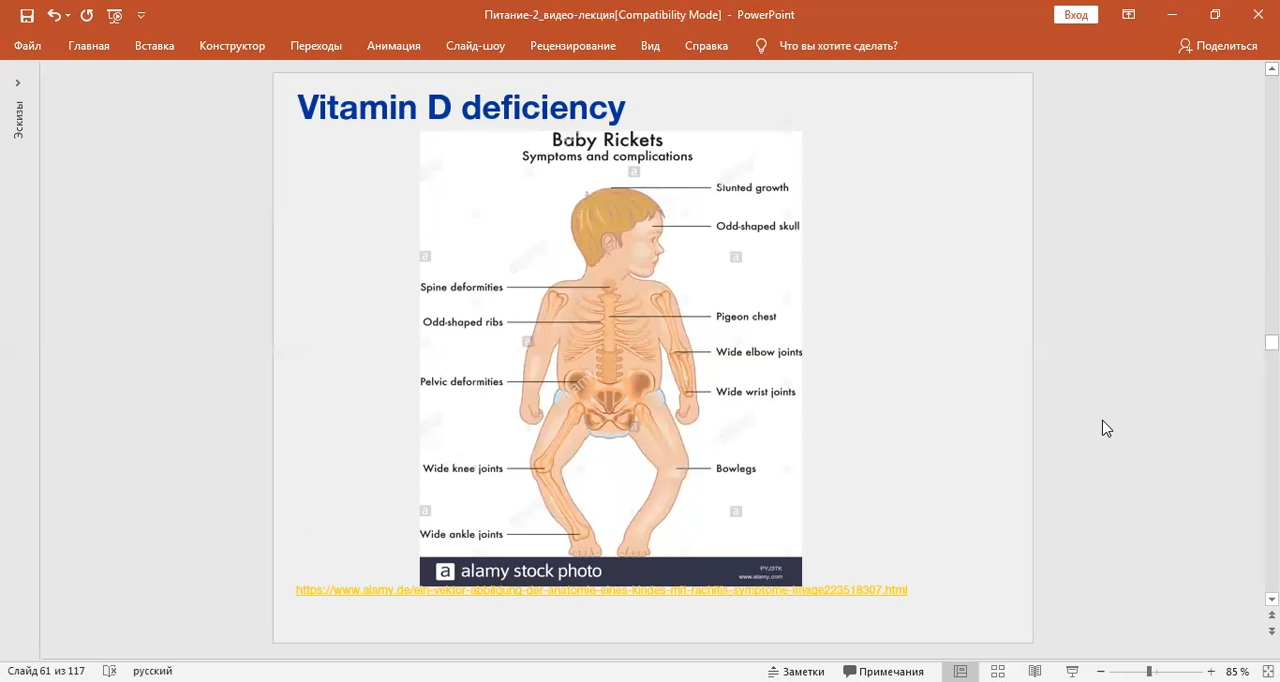 Питание-2_видео-лекция[Compatibility Mode] - PowerPoint
Вход
Файл
Главная
Вставка
Конструктор
Переходы
Анимация
Слайд-шоу
Рецензирование
Вид
Справка
Что вы хотите сделать?
Поделиться
Эскизы
Vitamin D deficiency
Baby Rickets
Symptoms and complications
Stunted growth
Odd-shaped skull
Spine deformities
Pigeon chest
Odd-shaped ribs
Wide elbow joints
Pelvic deformities
Wide wrist joints
Wide knee joints
Bowlegs
Wide ankle joints
a alamy stock photo
PYJ3TK
www.alamy.com
https://www.alamy.de/ein-vektor-abbildung-der-anatomie-eines-kindes-mit-rachitis-symptome-image223518307.html
Слайд 61 из 117
русский
Заметки
Примечания
85 %